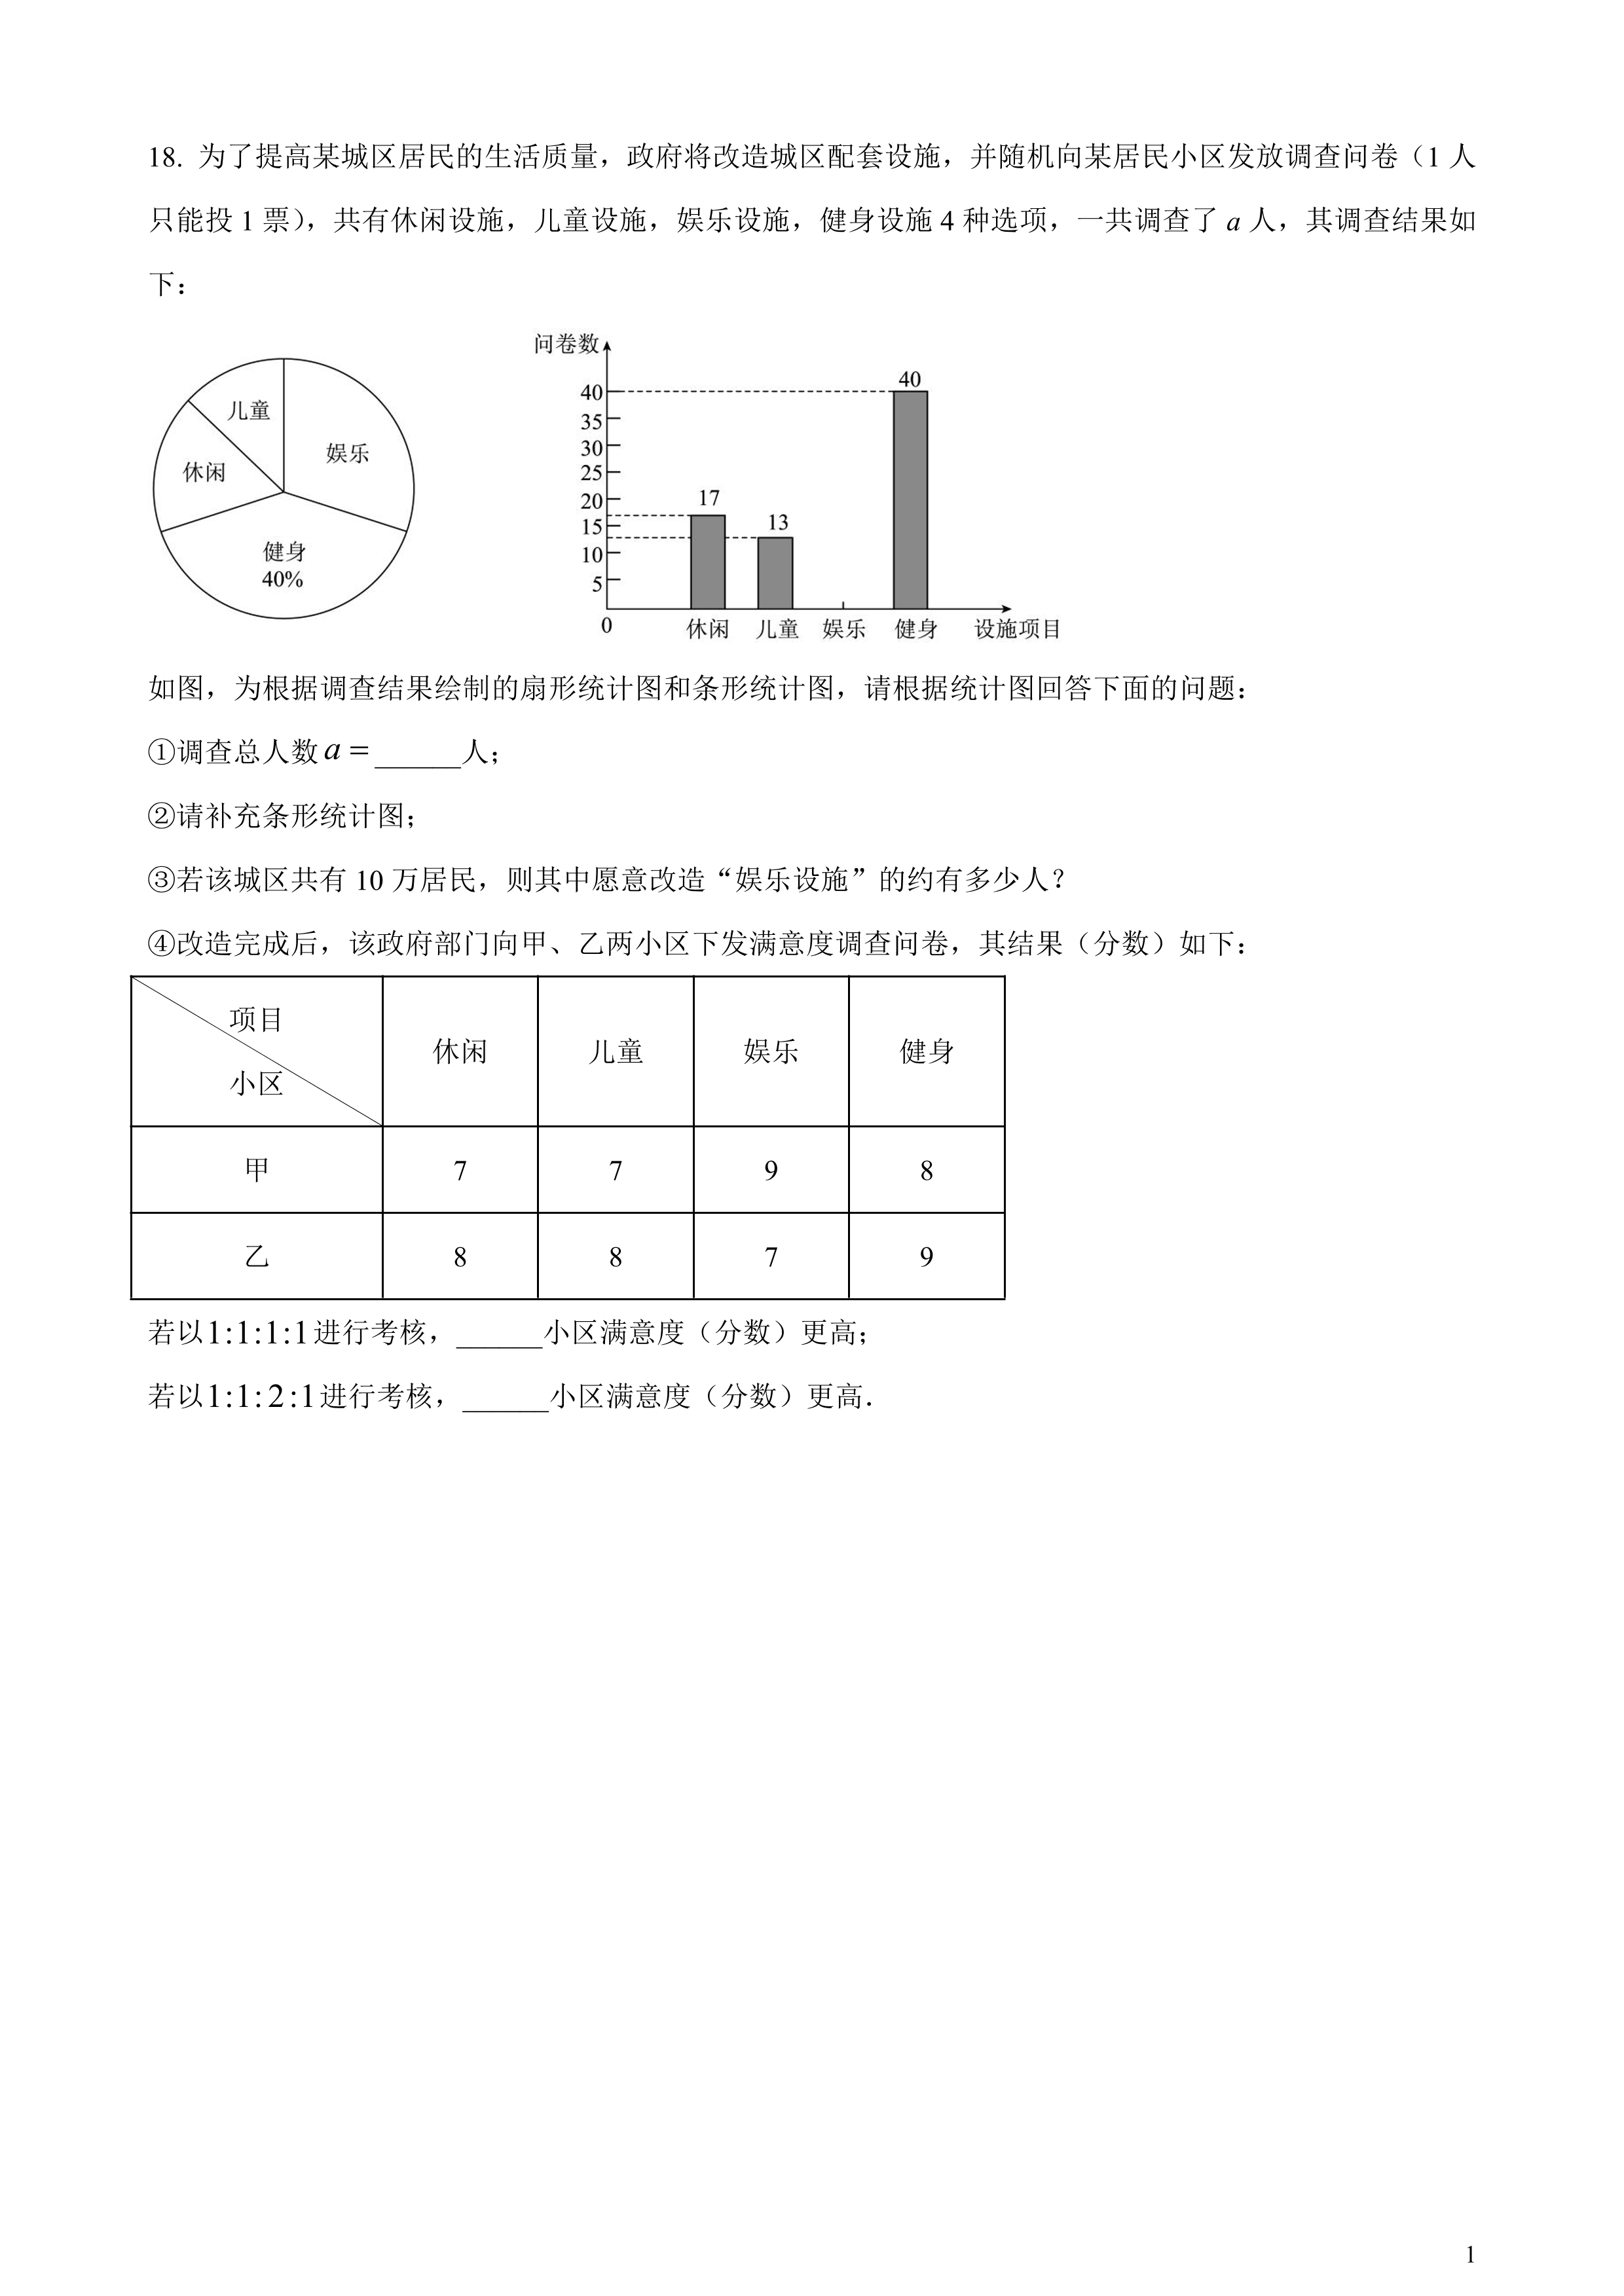 18. 为了提高某城区居民的生活质量，政府将改造城区配套设施，并随机向某居民小区发放调查问卷（1 人
只能投 1 票），共有休闲设施，儿童设施，娱乐设施，健身设施 4 种选项，一共调查了 a 人，其调查结果如
下：
儿童
娱乐
休闲
健身
40%
问卷数
40
35
30
25
20
15
10
5
0
17
13
40
休闲 儿童 娱乐 健身 设施项目
如图，为根据调查结果绘制的扇形统计图和条形统计图，请根据统计图回答下面的问题：
①调查总人数 a = ______人；
②请补充条形统计图；
③若该城区共有 10 万居民，则其中愿意改造“娱乐设施”的约有多少人？
④改造完成后，该政府部门向甲、乙两小区下发满意度调查问卷，其结果（分数）如下：
项目
小区
休闲 儿童 娱乐 健身
甲 7 7 9 8
乙 8 8 7 9
若以1:1:1:1进行考核，______小区满意度（分数）更高；
若以1:1:2:1进行考核，______小区满意度（分数）更高．
1